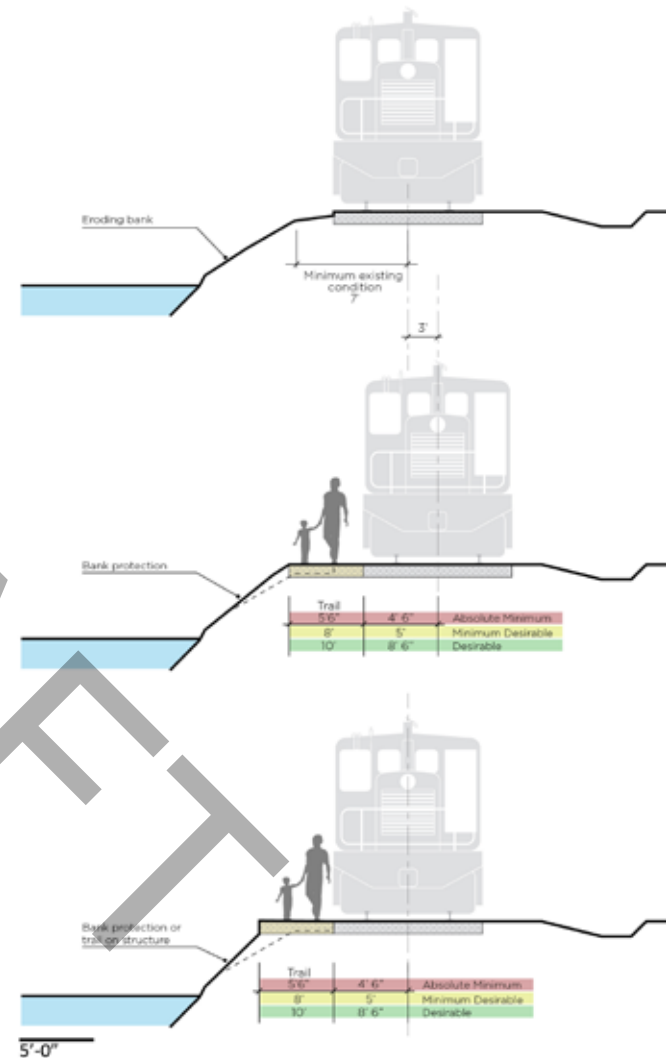 Eroding bank
Minimum existing
condition
7'
3'
Bank protection
Trail
5'6" 4' 6" Absolute Minimum
8' 5' Minimum Desirable
10' 8' 6" Desirable
Bank protection or
trail on structure
Trail
5'6" 4' 6" Absolute Minimum
8' 5' Minimum Desirable
10' 8' 6" Desirable
5'-0"